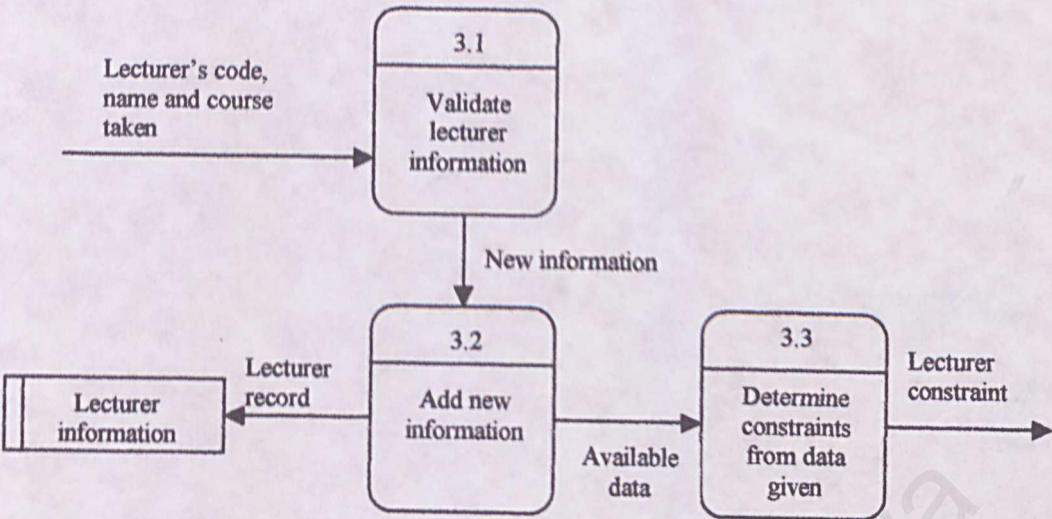 3.1
Lecturer's code,
name and course
taken
Validate
lecturer
information
New information
3.2
Lecturer
record
Lecturer
information
Add new
information
Available
data
3.3
Determine
constraints
from data
given
Lecturer
constraint